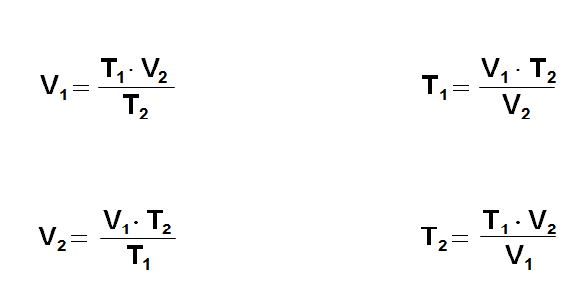 V₁ = T₁ · V₂ / T₂
T₁ = V₁ · T₂ / V₂
V₂ = V₁ · T₂ / T₁
T₂ = T₁ · V₂ / V₁